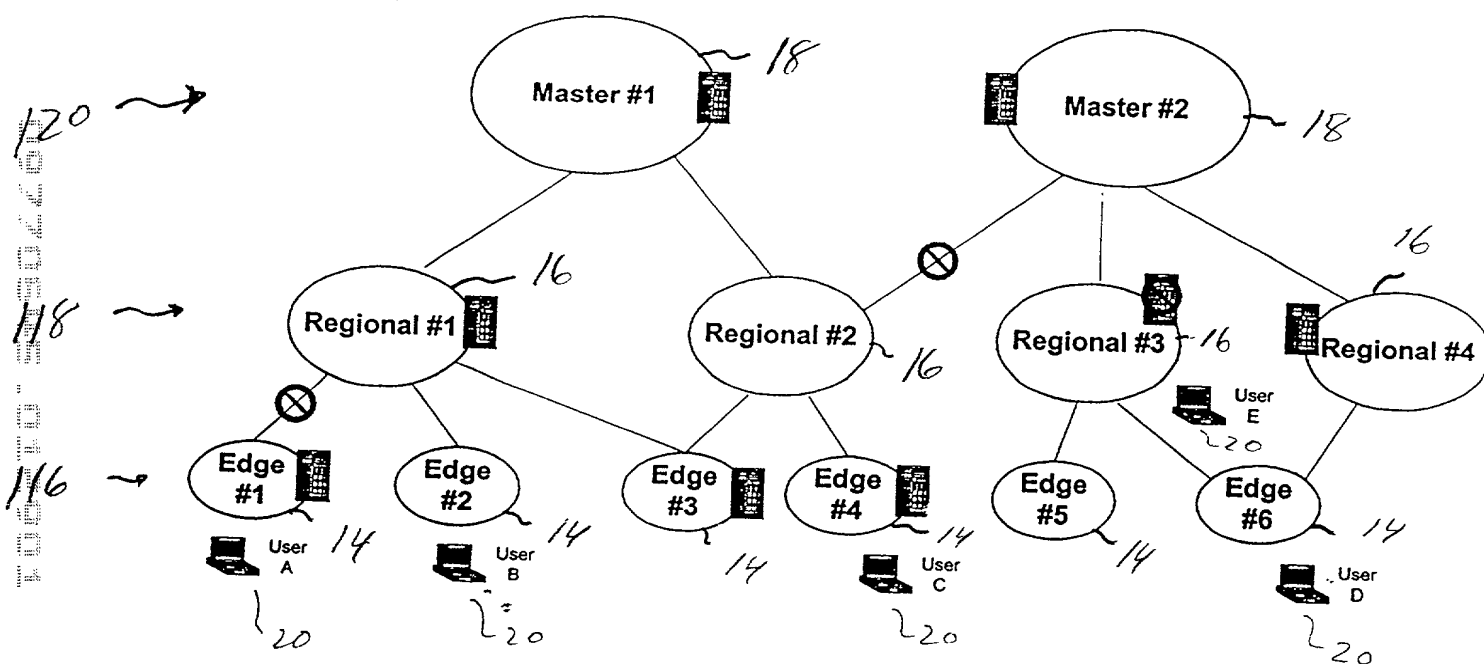 18
120
Master #1
Master #2
18
16
16
118
Regional #1
Regional #2
Regional #3
Regional #4
16
16
User
E
20
116
Edge
#1
Edge
#2
Edge
#3
Edge
#4
Edge
#5
Edge
#6
14
14
14
14
14
14
User
A
User
B
User
C
User
D
20
20
20
20